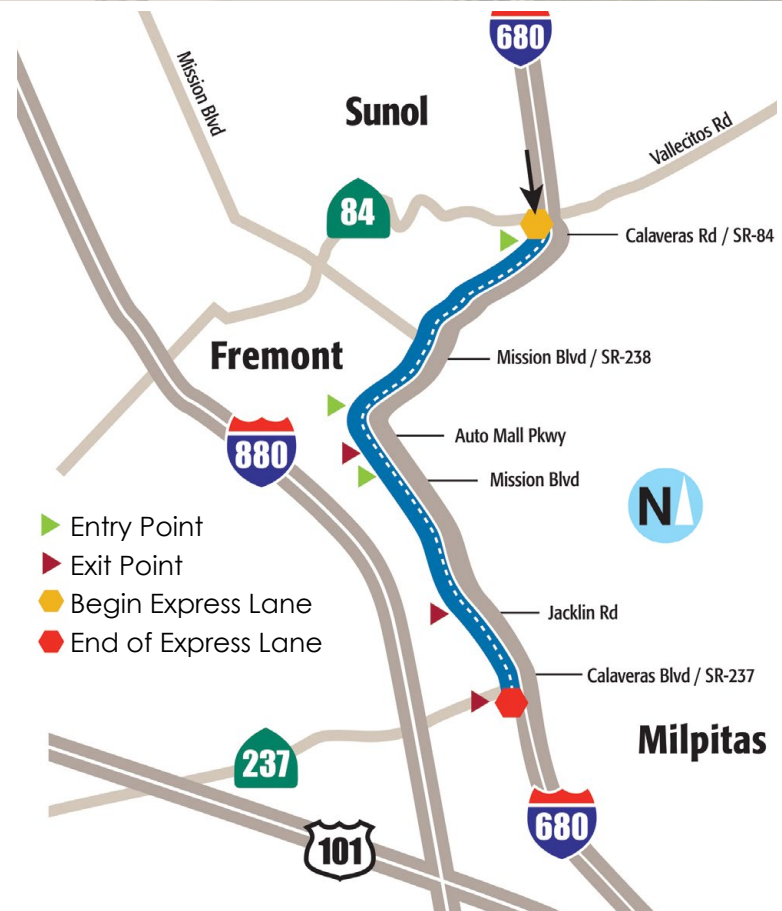 680
Mission Blvd
Sunol
Vallecitos Rd
84
Calaveras Rd / SR-84
Fremont
Mission Blvd / SR-238
880
Auto Mall Pkwy
Mission Blvd
N
Entry Point
Exit Point
Begin Express Lane
End of Express Lane
Jacklin Rd
Calaveras Blvd / SR-237
Milpitas
237
680
101